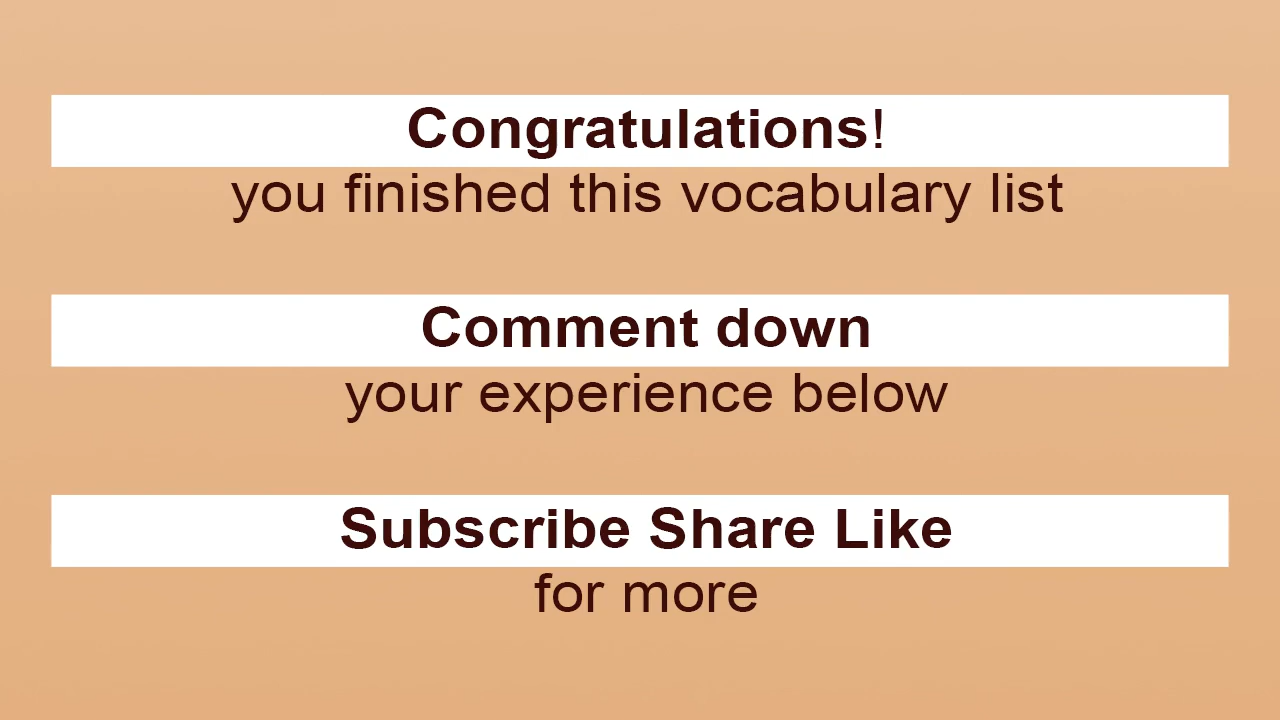 Congratulations!
you finished this vocabulary list
Comment down
your experience below
Subscribe Share Like
for more